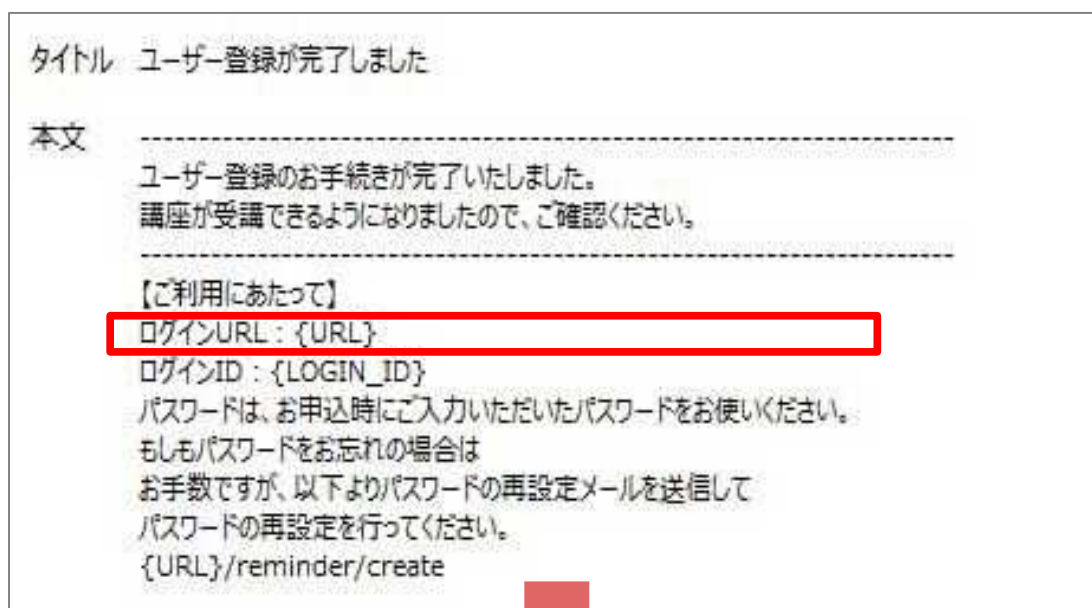 タイトル ユーザー登録が完了しました
本文 ----------------------------------------------------------------------
ユーザー登録のお手続きが完了いたしました。
講座が受講できるようになりましたので、ご確認ください。
----------------------------------------------------------------------
【ご利用にあたって】
ログインURL：{URL}
ログインID：{LOGIN_ID}
パスワードは、お申込時にご入力いただいたパスワードをお使いください。
もしもパスワードをお忘れの場合は
お手数ですが、以下よりパスワードの再設定メールを送信して
パスワードの再設定を行ってください。
{URL}/reminder/create